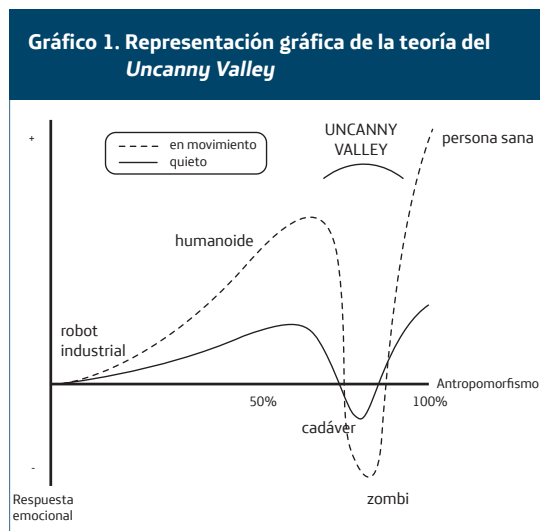 Gráfico 1. Representación gráfica de la teoría del
Uncanny Valley
+
en movimiento
quieto
UNCANNY
VALLEY
persona sana
humanoide
robot
industrial
Antropomorfismo
50%
100%
cadáver
-
zombi
Respuesta
emocional